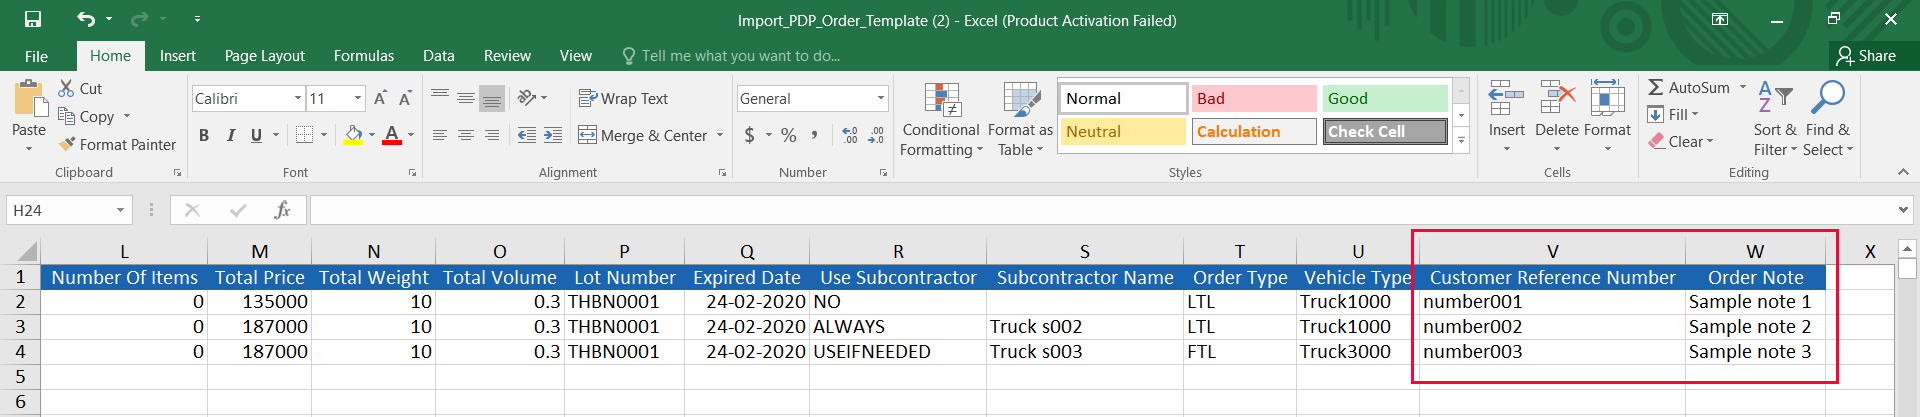 Import_PDP_Order_Template (2) - Excel (Product Activation Failed)
File Home Insert Page Layout Formulas Data Review View Tell me what you want to do... Share
Paste
Cut
Copy
Format Painter
Clipboard
Calibri 11 A A
B I U A
Font
Wrap Text
Merge & Center
Alignment
General
$ % , .0 .00 .00 .0
Number
Conditional Formatting
Format as Table
Normal Bad Good
Neutral Calculation Check Cell
Styles
Insert Delete Format
Cells
AutoSum
Fill
Clear
Sort & Filter
Find & Select
Editing
H24 fx
L M N O P Q R S T U V W X
1 Number Of Items Total Price Total Weight Total Volume Lot Number Expired Date Use Subcontractor Subcontractor Name Order Type Vehicle Type Customer Reference Number Order Note
2 0 135000 10 0.3 THBN0001 24-02-2020 NO LTL Truck1000 number001 Sample note 1
3 0 187000 10 0.3 THBN0001 24-02-2020 ALWAYS Truck s002 LTL Truck1000 number002 Sample note 2
4 0 187000 10 0.3 THBN0001 24-02-2020 USEIFNEEDED Truck s003 FTL Truck3000 number003 Sample note 3
5
6